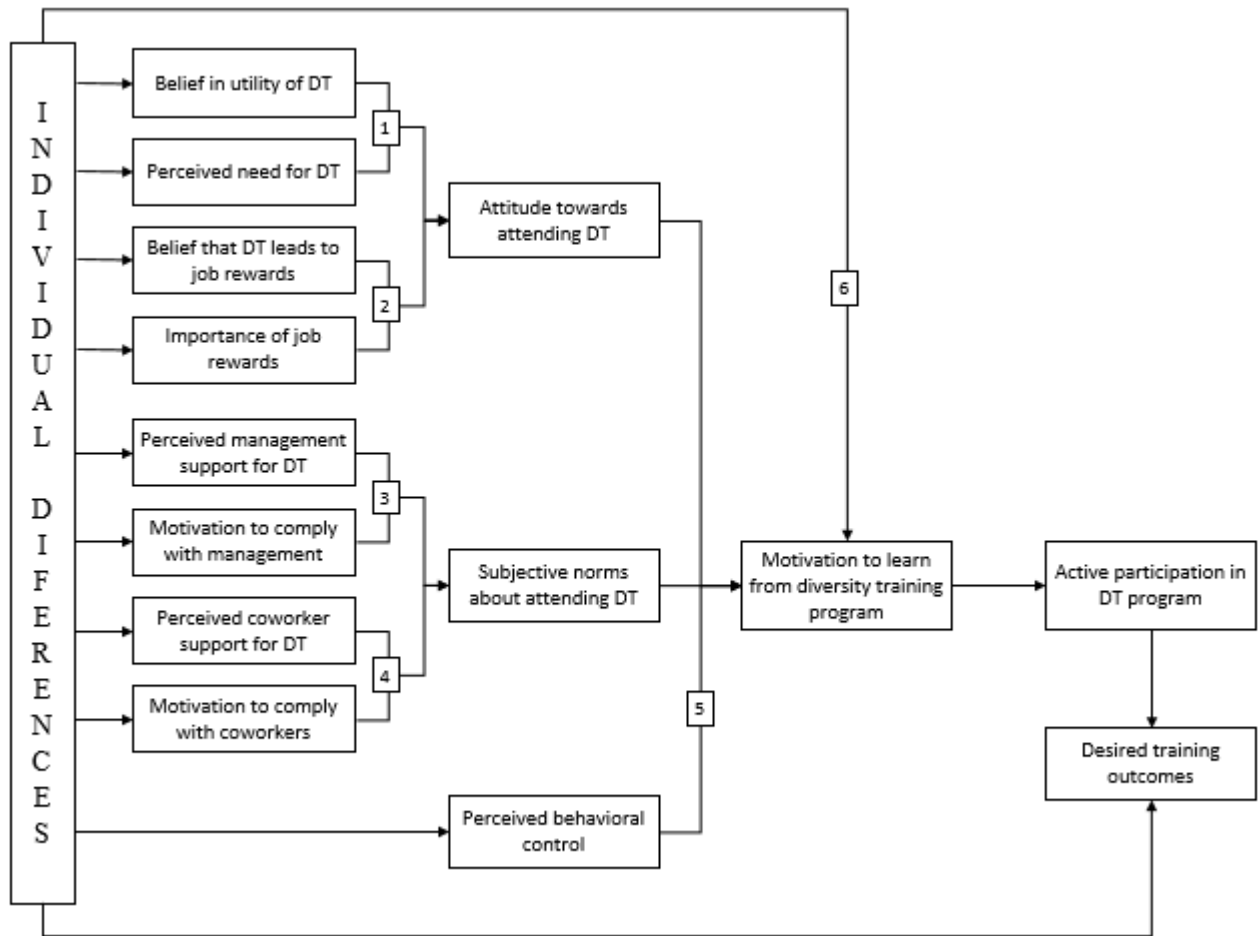 INDIVIDUAL DIFERENCES
Belief in utility of DT
1
Perceived need for DT
Belief that DT leads to
job rewards
2
Importance of job
rewards
Attitude towards
attending DT
6
Perceived management
support for DT
3
Motivation to comply
with management
Perceived coworker
support for DT
4
Motivation to comply
with coworkers
Subjective norms
about attending DT
5
Perceived behavioral
control
Motivation to learn
from diversity training
program
Active participation in
DT program
Desired training
outcomes